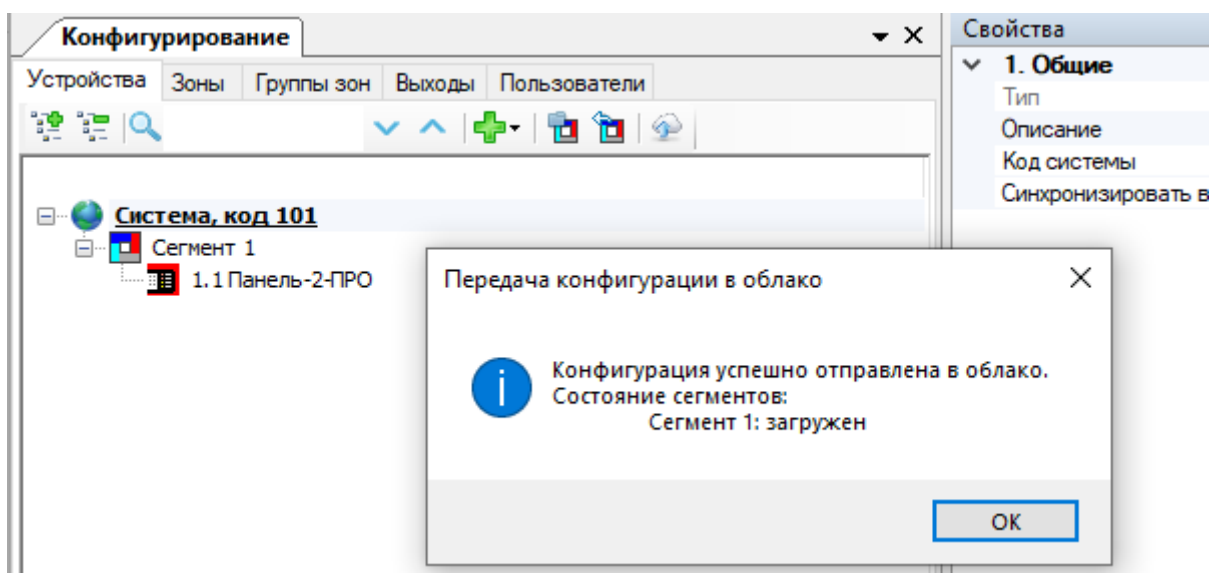 Конфигурирование
Устройства Зоны Группы зон Выходы Пользователи
Система, код 101
Сегмент 1
1.1 Панель-2-ПРО
Передача конфигурации в облако
Конфигурация успешно отправлена в облако.
Состояние сегментов:
Сегмент 1: загружен
OK
Свойства
1. Общие
Тип
Описание
Код системы
Синхронизировать в